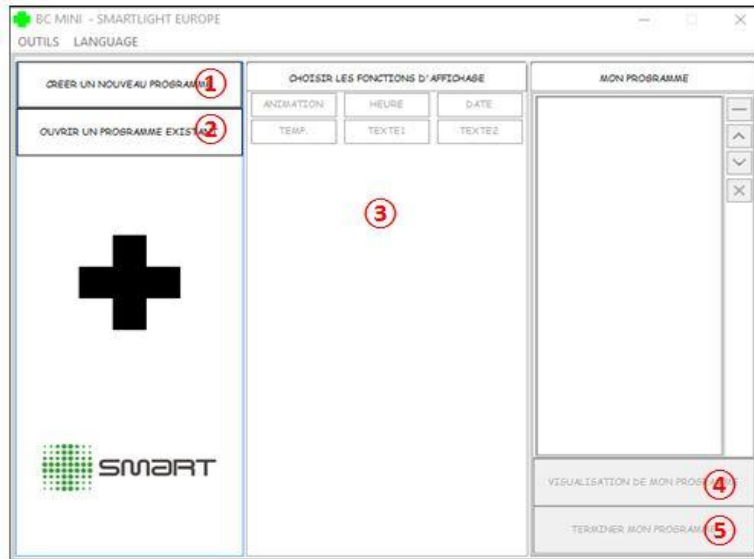 BC MINI - SMARTLIGHT EUROPE
OUTILS LANGUAGE
CREER UN NOUVEAU PROGRAMME ①
OUVRIR UN PROGRAMME EXISTANT ②
CHOISIR LES FONCTIONS D'AFFICHAGE
ANIMATION HEURE DATE
TEMP. TEXTE1 TEXTE2
③
SMART
MON PROGRAMME
VISUALISATION DE MON PROGRAMME ④
TERMINER MON PROGRAMME ⑤